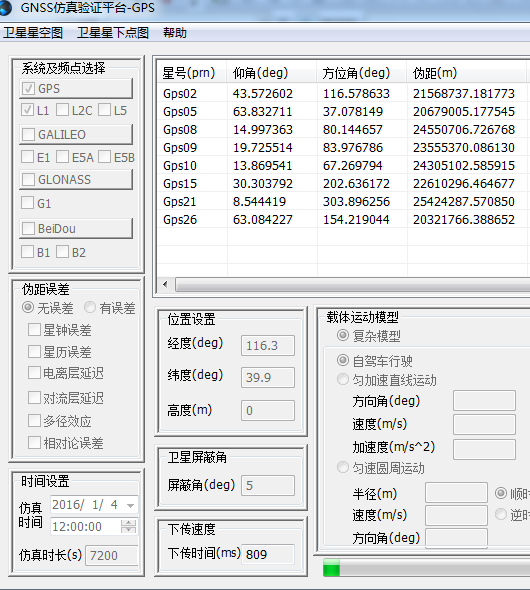 GNSS仿真验证平台-GPS
卫星星空图 卫星星下点图 帮助
系统及频点选择
GPS
L1 L2C L5
GALILEO
E1 E5A E5B
GLONASS
G1
BeiDou
B1 B2
星号(prn) 仰角(deg) 方位角(deg) 伪距(m)
Gps02 43.572602 116.578633 21568737.181773
Gps05 63.832711 37.078149 20679005.177545
Gps08 14.997363 80.144657 24550706.726768
Gps09 19.725514 83.976786 23555370.086130
Gps10 13.869541 67.269794 24305102.585915
Gps15 30.303792 202.636172 22610296.464677
Gps21 8.544419 303.896256 25424287.570850
Gps26 63.084227 154.219044 20321766.388652
伪距误差
无误差 有误差
星钟误差
星历误差
电离层延迟
对流层延迟
多径效应
相对论误差
时间设置
仿真时间 2016/ 1/ 4
12:00:00
仿真时长(s) 7200
位置设置
经度(deg) 116.3
纬度(deg) 39.9
高度(m) 0
卫星屏蔽角
屏蔽角(deg) 5
下传速度
下传时间(ms) 809
载体运动模型
复杂模型
自驾车行驶
匀加速直线运动
方向角(deg)
速度(m/s)
加速度(m/s^2)
匀速圆周运动
半径(m) 顺时
速度(m/s) 逆时
方向角(deg)